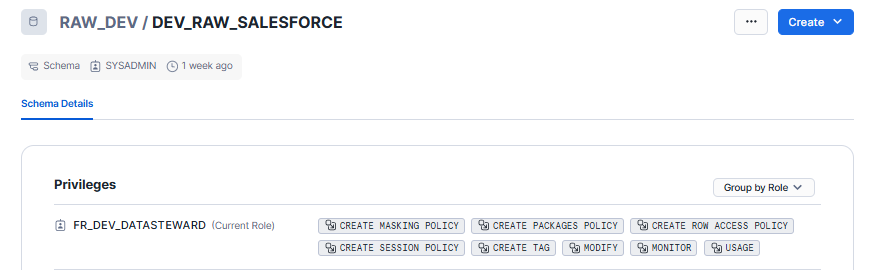 RAW_DEV / DEV_RAW_SALESFORCE
... Create
Schema SYSADMIN 1 week ago
Schema Details
Privileges
Group by Role
FR_DEV_DATASTEWARD (Current Role) CREATE MASKING POLICY CREATE PACKAGES POLICY CREATE ROW ACCESS POLICY
CREATE SESSION POLICY CREATE TAG MODIFY MONITOR USAGE